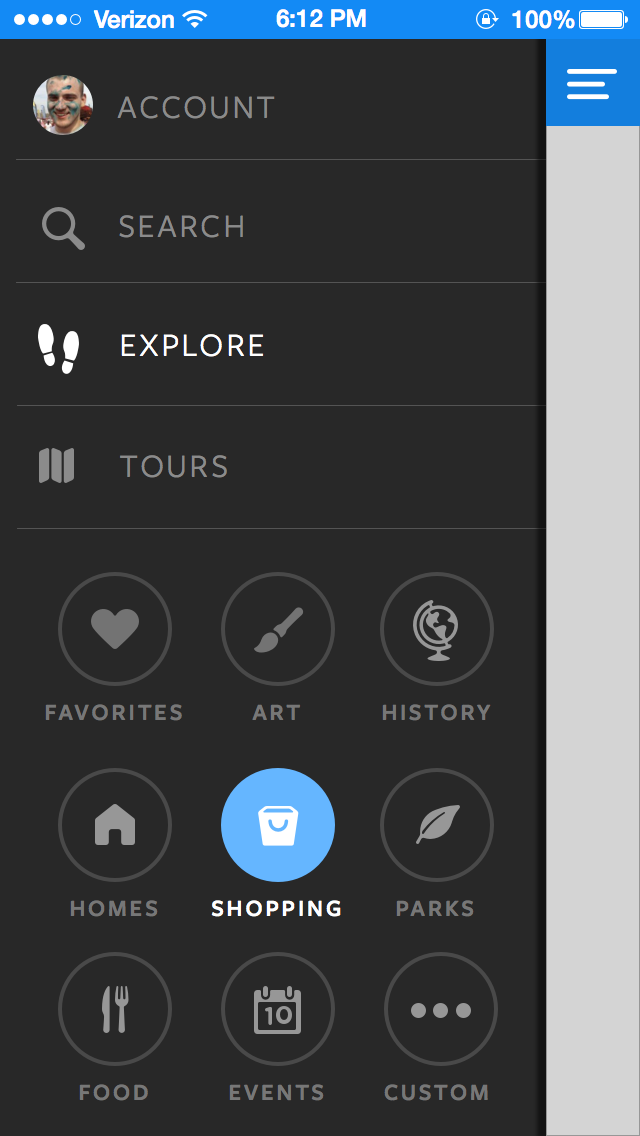 Verizon 6:12 PM 100%
ACCOUNT
SEARCH
EXPLORE
TOURS
FAVORITES ART HISTORY
HOMES SHOPPING PARKS
10
FOOD EVENTS CUSTOM